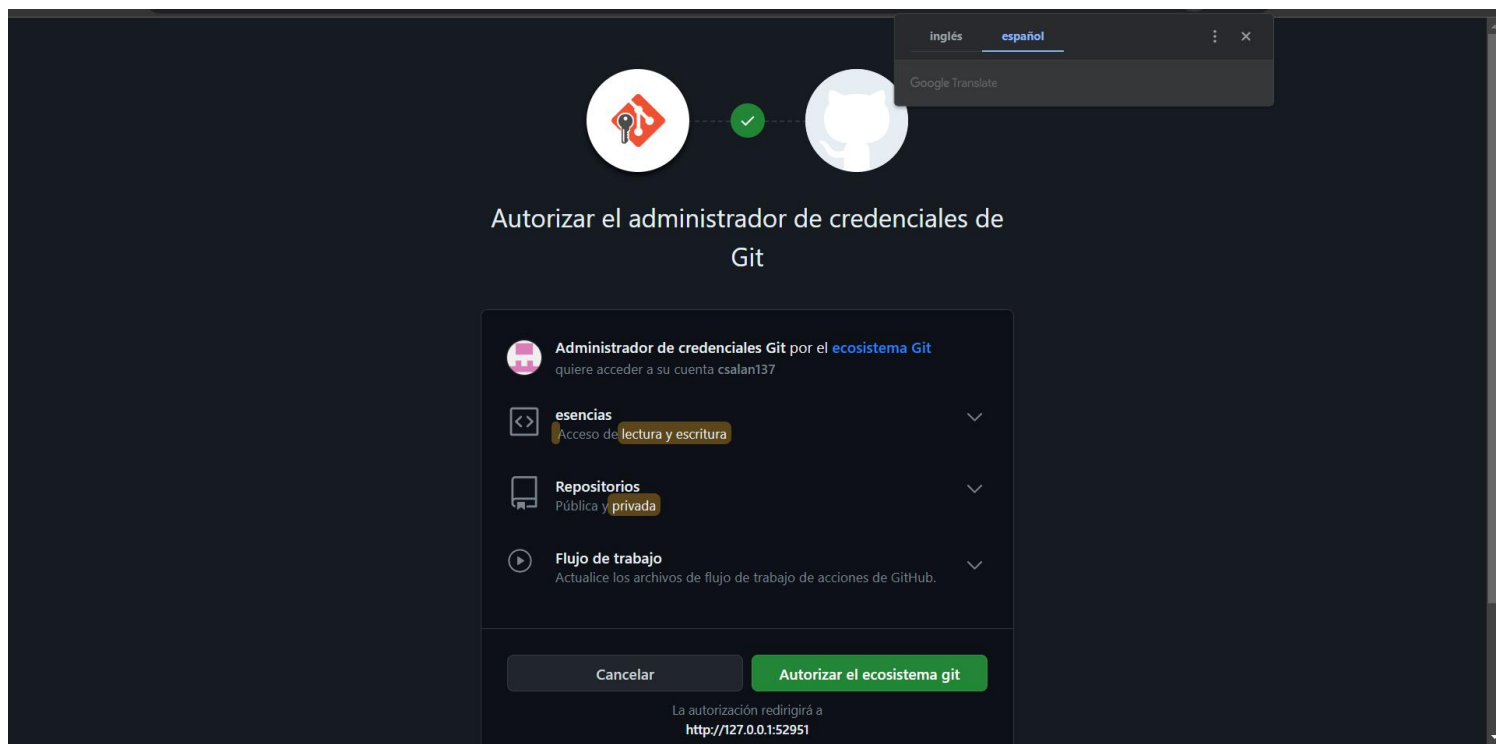 inglés español
Google Translate
Autorizar el administrador de credenciales de
Git
Administrador de credenciales Git por el ecosistema Git
quiere acceder a su cuenta csalan137
esencias
Acceso de lectura y escritura
Repositorios
Pública y privada
Flujo de trabajo
Actualice los archivos de flujo de trabajo de acciones de GitHub.
Cancelar Autorizar el ecosistema git
La autorización redirigirá a
http://127.0.0.1:52951